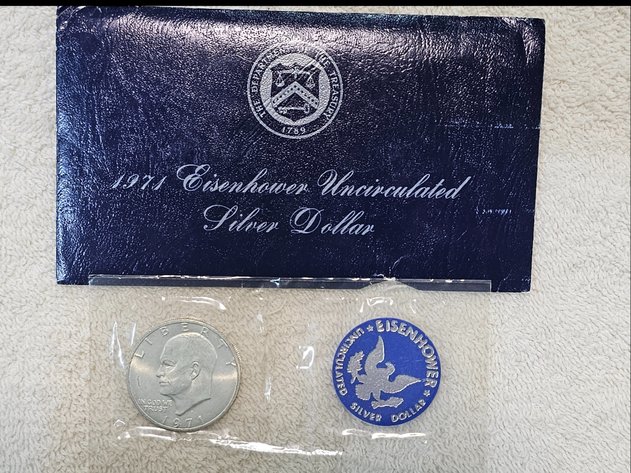 THE DEPARTMENT OF THE TREASURY
1789
1971 Eisenhower Uncirculated
Silver Dollar
LIBERTY
IN GOD WE
TRUST
1971
EISENHOWER
UNCIRCULATED
SILVER DOLLAR